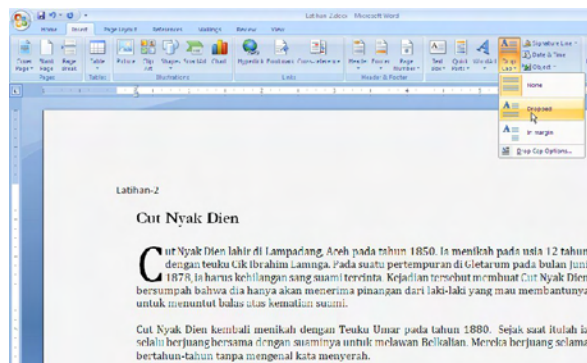 Latihan 2.docx - Microsoft Word
Home Insert Page Layout References Mailings Review View
Cover Page Blank Page Page Break Table Picture Clip Art Shapes SmartArt Chart Hyperlink Bookmark Cross-reference Header Footer Page Number Text Box Quick Parts WordArt Drop Cap Signature Line
Date & Time
Object
Pages Tables Illustrations Links Header & Footer
None
Dropped
In margin
Drop Cap Options...
Latihan-2
Cut Nyak Dien
Cut Nyak Dien lahir di Lampadang, Aceh pada tahun 1850. Ia menikah pada usia 12 tahun
dengan teuku Cik Ibrahim Lamnga. Pada suatu pertempuran di Gletarum pada bulan Juni
1878, ia harus kehilangan sang suami tercinta. Kejadian tersebut membuat Cut Nyak Dien
bersumpah bahwa dia hanya akan menerima pinangan dari laki-laki yang mau membantunya
untuk menuntut balas atas kematian suami.
Cut Nyak Dien kembali menikah dengan Teuku Umar pada tahun 1880. Sejak saat itulah ia
selalu berjuang bersama dengan suaminya untuk melawan Belkalian. Mereka berjuang selama
bertahun-tahun tanpa mengenal kata menyerah.